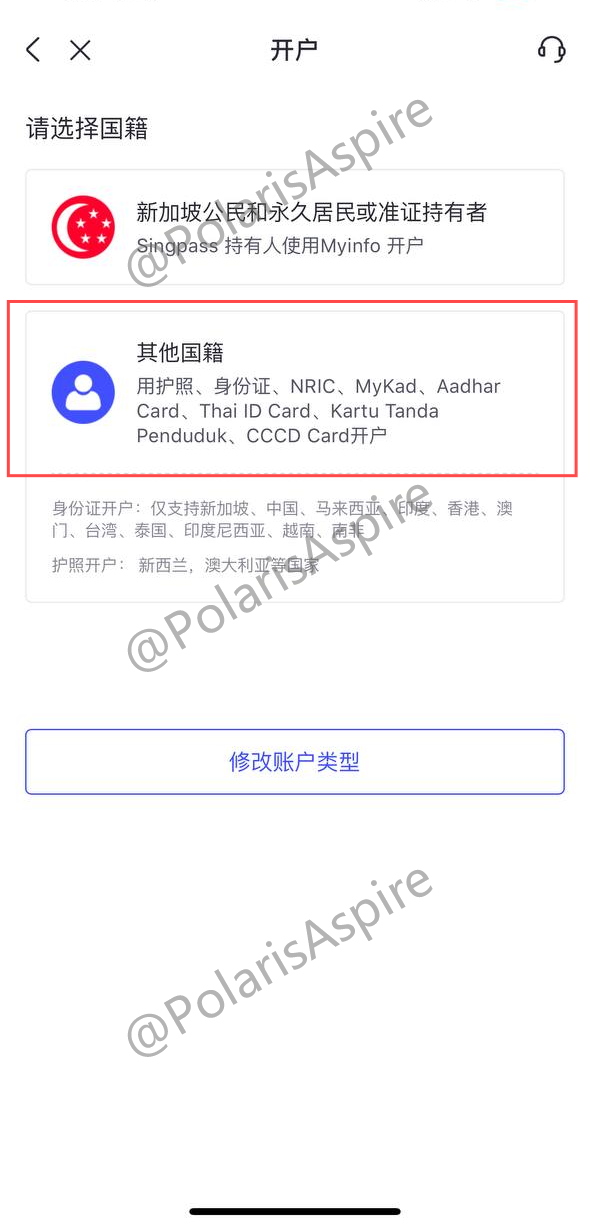 开户
请选择国籍
新加坡公民和永久居民或准证持有者
Singpass 持有人使用Myinfo 开户
其他国籍
用护照、身份证、NRIC、MyKad、Aadhar
Card、Thai ID Card、Kartu Tanda
Penduduk、CCCD Card开户
身份证开户：仅支持新加坡、中国、马来西亚、印度、香港、澳
门、台湾、泰国、印度尼西亚、越南、南非
护照开户： 新西兰，澳大利亚等国家
修改账户类型
@PolarisAspire
@PolarisAspire
@PolarisAspire